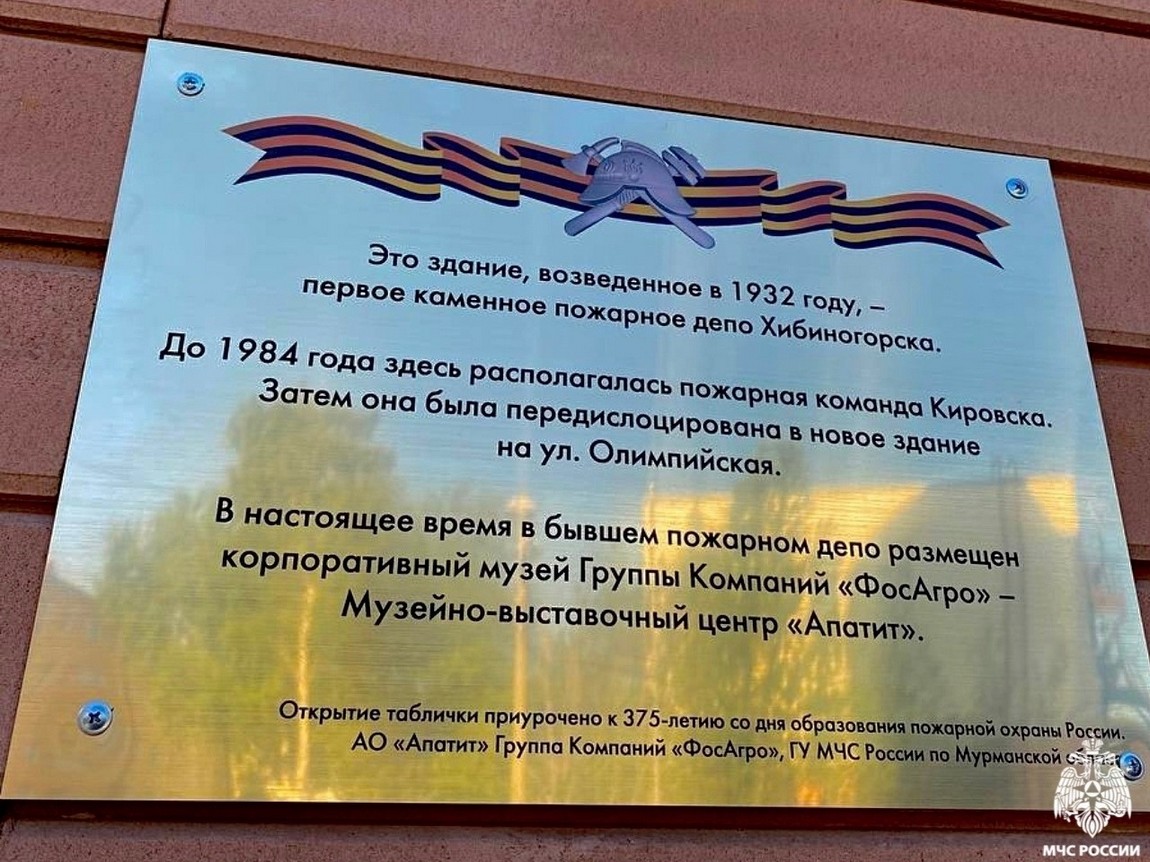 Это здание, возведенное в 1932 году, –
первое каменное пожарное депо Хибиногорска.
До 1984 года здесь располагалась пожарная команда Кировска.
Затем она была передислоцирована в новое здание
на ул. Олимпийская.
В настоящее время в бывшем пожарном депо размещен
корпоративный музей Группы Компаний «ФосАгро» –
Музейно-выставочный центр «Апатит».
Открытие таблички приурочено к 375-летию со дня образования пожарной охраны России.
АО «Апатит» Группа Компаний «ФосАгро», ГУ МЧС России по Мурманской
МЧС РОССИИ